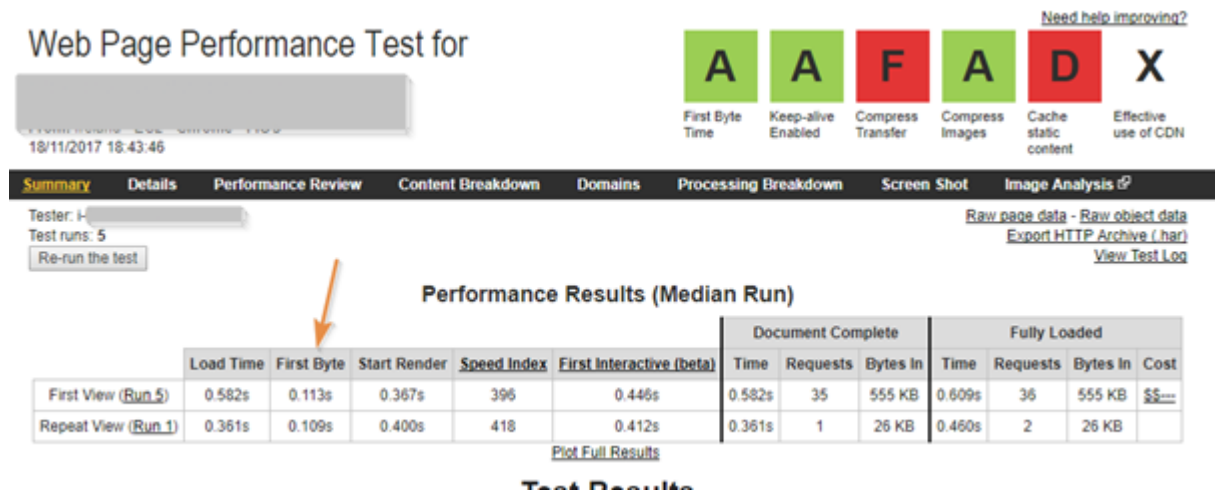 Need help improving?
Web Page Performance Test for
A A F A D X
First Byte Time
Keep-alive Enabled
Compress Transfer
Compress Images
Cache static content
Effective use of CDN
18/11/2017 18:43:46
Summary Details Performance Review Content Breakdown Domains Processing Breakdown Screen Shot Image Analysis
Tester: i-
Raw page data - Raw object data
Test runs: 5
Export HTTP Archive (.har)
Re-run the test
View Test Log
Performance Results (Median Run)
Document Complete Fully Loaded
Load Time First Byte Start Render Speed Index First Interactive (beta) Time Requests Bytes In Time Requests Bytes In Cost
First View (Run 5) 0.582s 0.113s 0.367s 396 0.446s 0.582s 35 555 KB 0.609s 36 555 KB $$---
Repeat View (Run 1) 0.361s 0.109s 0.400s 418 0.412s 0.361s 1 26 KB 0.460s 2 26 KB
Plot Full Results
Test Results